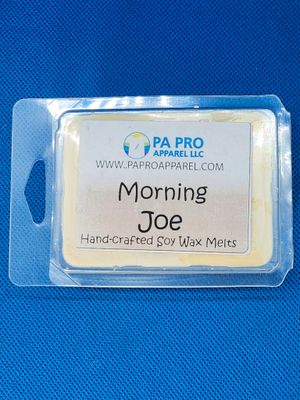 PA PRO
APPAREL LLC
WWW.PAPROAPPAREL.COM
Morning
Joe
Hand-crafted Soy Wax Melts